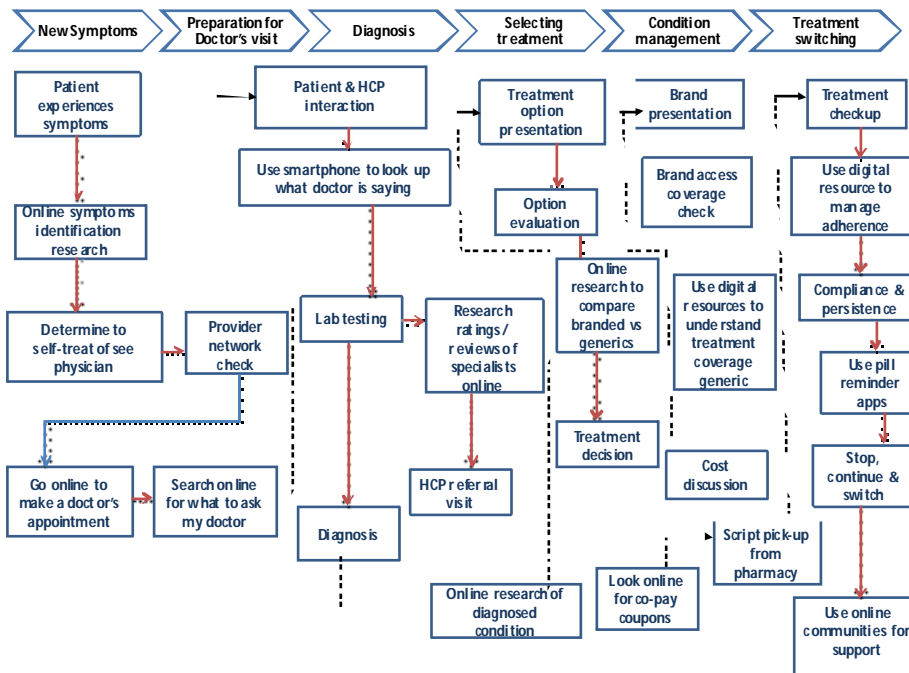 New Symptoms
Preparation for
Doctor's visit
Diagnosis
Selecting
treatment
Condition
management
Treatment
switching
Patient
experiences
symptoms
Online symptoms
identification
research
Determine to
self-treat of see
physician
Provider
network
check
Go online to
make a doctor's
appointment
Search online
for what to ask
my doctor
Patient & HCP
interaction
Use smartphone to look up
what doctor is saying
Lab testing
Research
ratings /
reviews of
specialists
online
HCP referral
visit
Diagnosis
Online research of
diagnosed
condition
Treatment
option
presentation
Option
evaluation
Online
research to
compare
branded vs
generics
Treatment
decision
Look online
for co-pay
coupons
Brand
presentation
Brand access
coverage
check
Use digital
resources to
understand
treatment
coverage
generic
Cost
discussion
Script pick-up
from
pharmacy
Treatment
checkup
Use digital
resource to
manage
adherence
Compliance &
persistence
Use pill
reminder
apps
Stop,
continue &
switch
Use online
communities for
support